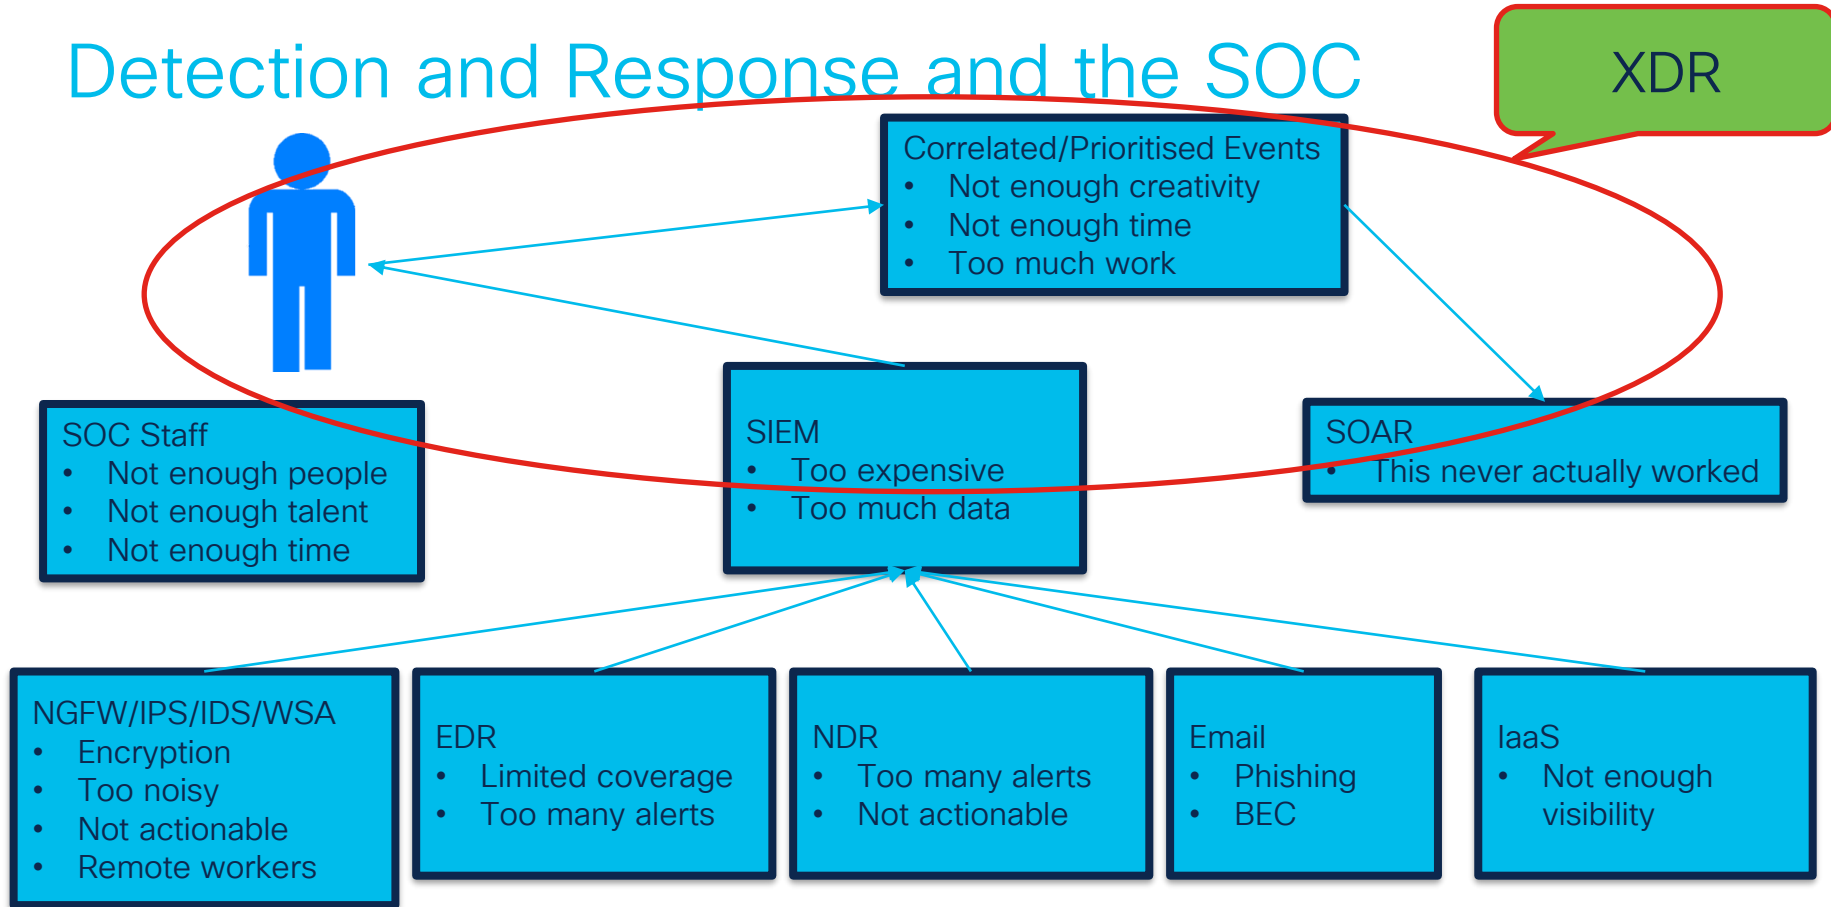 Detection and Response and the SOC
XDR
Correlated/Prioritised Events
• Not enough creativity
• Not enough time
• Too much work
SOC Staff
• Not enough people
• Not enough talent
• Not enough time
SIEM
• Too expensive
• Too much data
SOAR
• This never actually worked
NGFW/IPS/IDS/WSA
• Encryption
• Too noisy
• Not actionable
• Remote workers
EDR
• Limited coverage
• Too many alerts
NDR
• Too many alerts
• Not actionable
Email
• Phishing
• BEC
IaaS
• Not enough
visibility